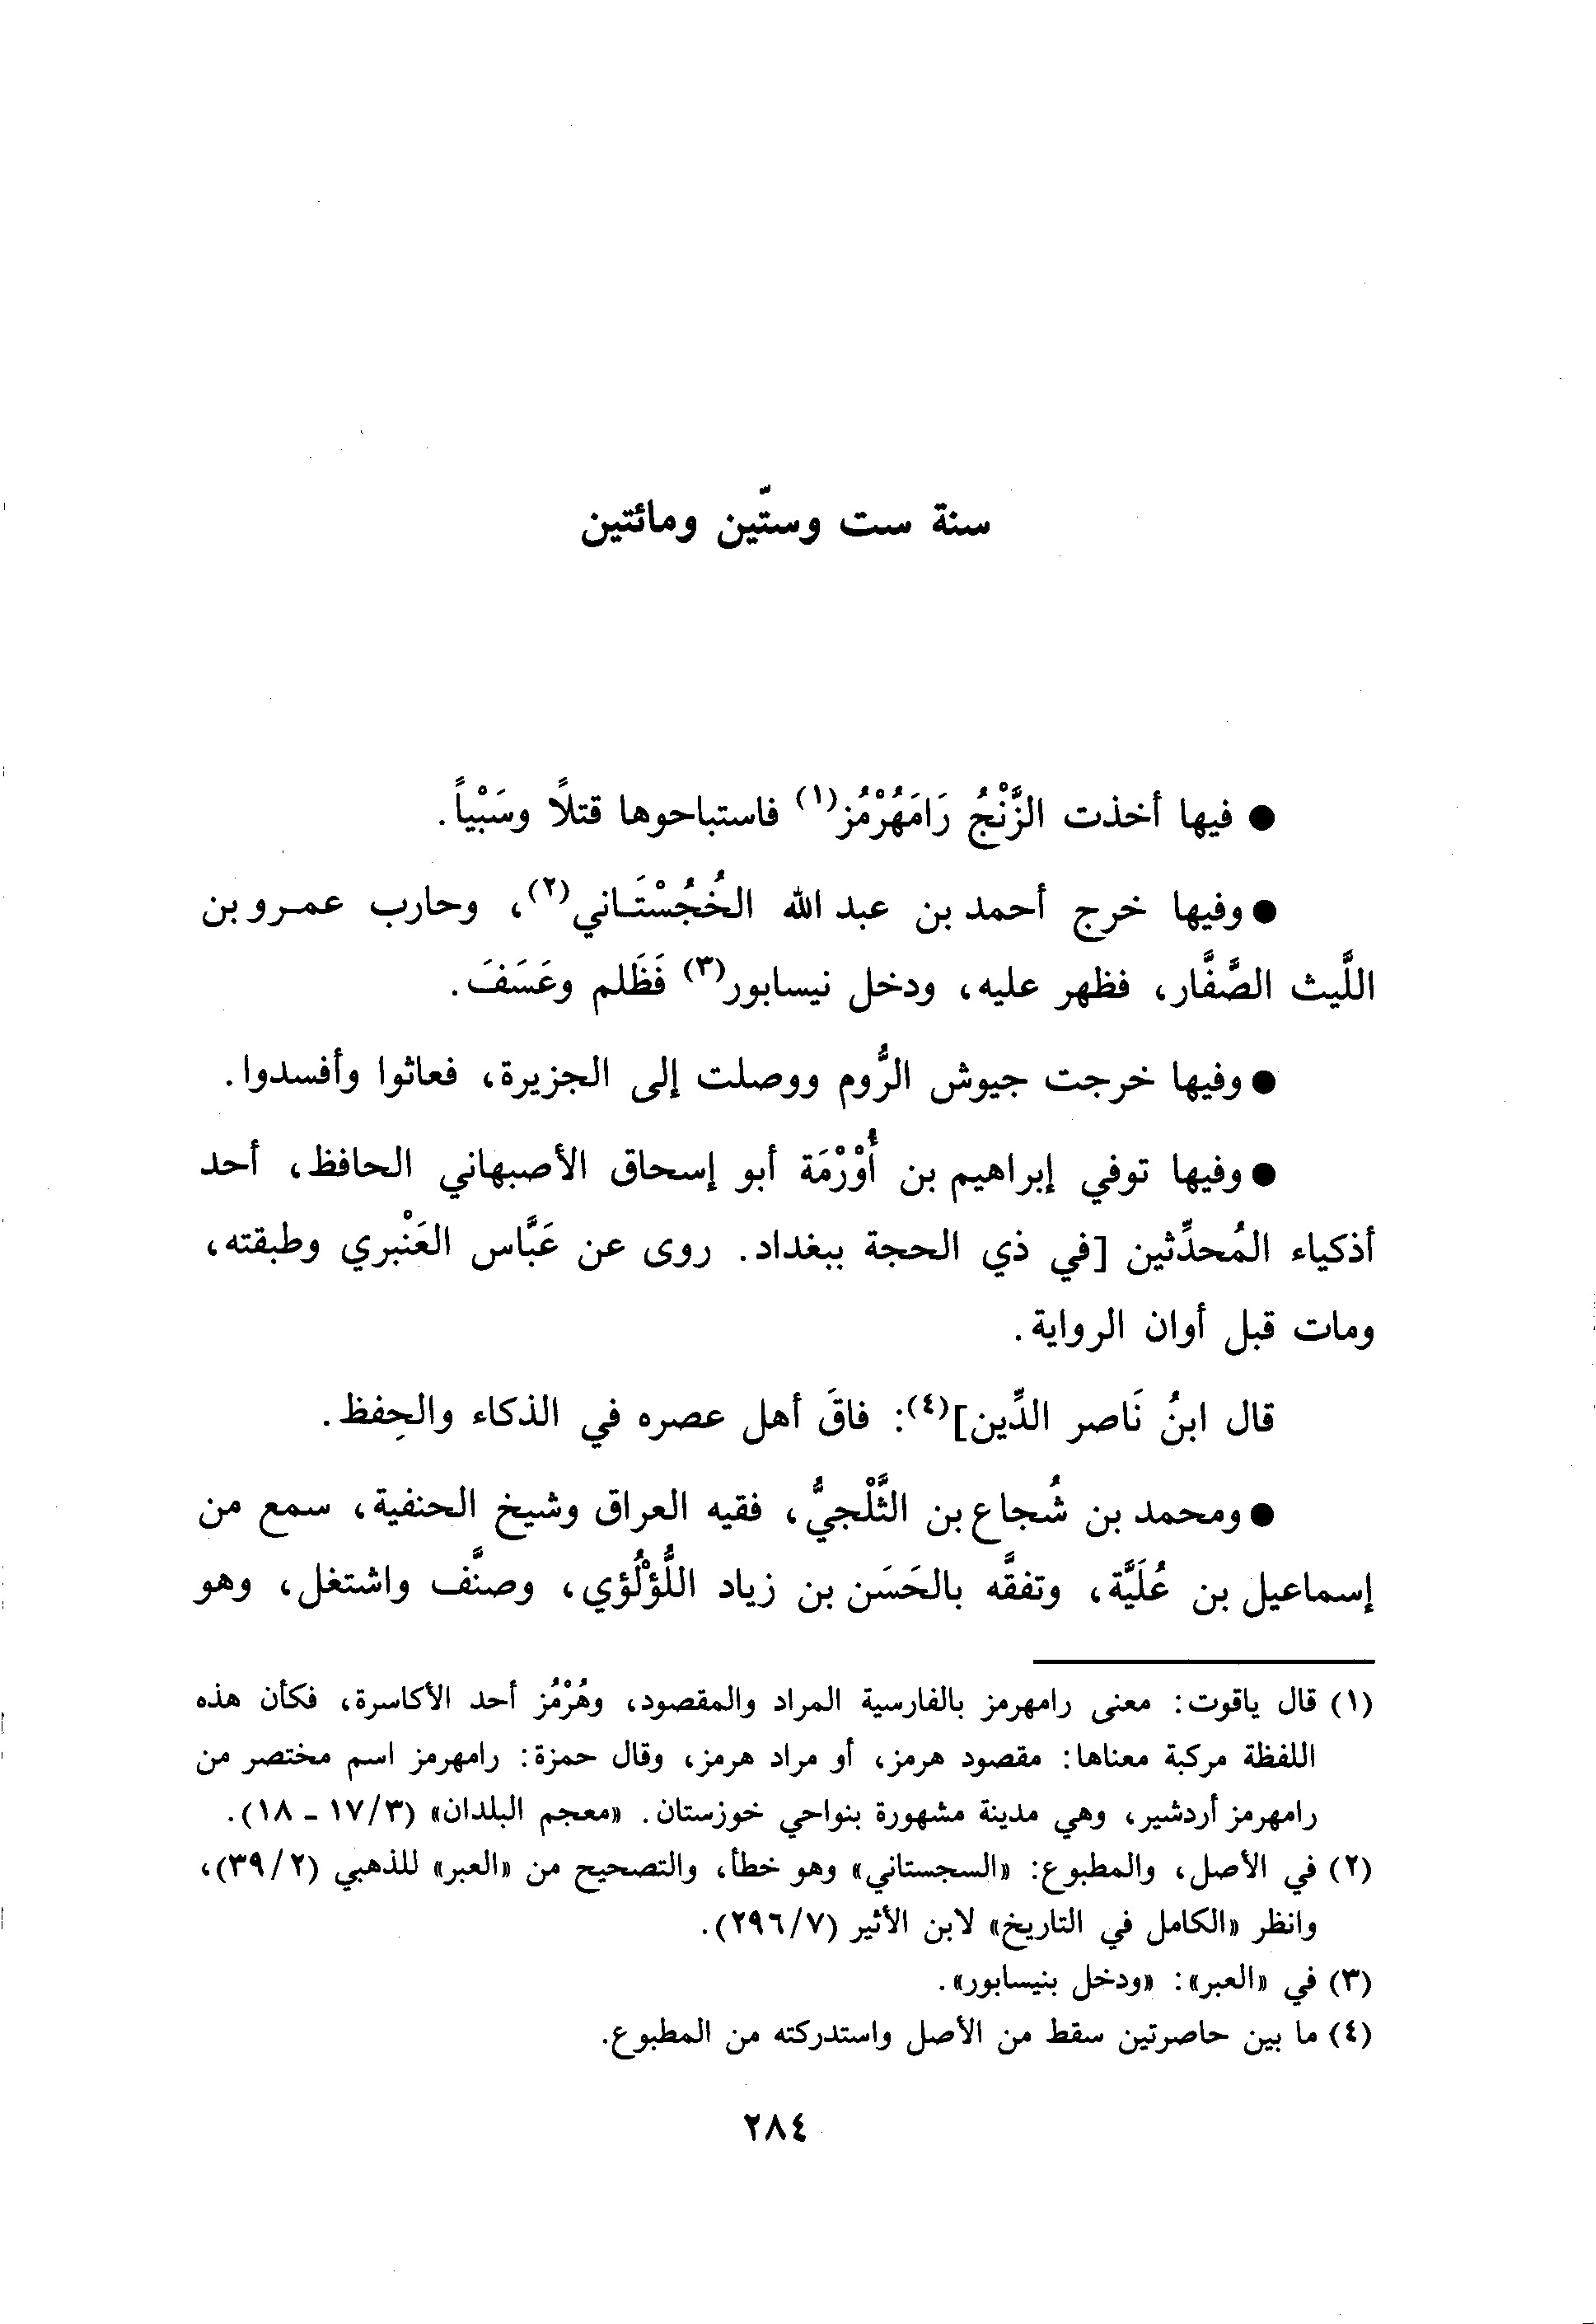 سنة ست وستّين ومائتين
● فيها أخذت الزَّنْجُ رَامَهُرْمُز(١) فاستباحوها قتلاً وسَبْياً.
● وفيها خرج أحمد بن عبد الله الخُجُسْتَـاني(٢)، وحارب عمـرو بن
اللَّيث الصَّفَّار، فظهر عليه، ودخل نيسابور(٣) فَظَلم وعَسَفَ.
● وفيها خرجت جيوش الرُّوم ووصلت إلى الجزيرة، فعاثوا وأفسدوا.
● وفيها توفي إبراهيم بن أُوْرْمَة أبو إسحاق الأصبهاني الحافظ، أحد
أذكياء المُحدِّثين [في ذي الحجة ببغداد. روى عن عَبَّاس العَنْبري وطبقته،
ومات قبل أوان الرواية.
قال ابنُ نَاصر الدِّين](٤): فاقَ أهل عصره في الذكاء والحِفظ.
● ومحمد بن شُجاع بن الثَّلْجيُّ، فقيه العراق وشيخ الحنفية، سمع من
إسماعيل بن عُلَيَّة، وتفقَّه بالحَسَن بن زياد اللُّؤْلُؤي، وصنَّف واشتغل، وهو
(١) قال ياقوت: معنى رامهرمز بالفارسية المراد والمقصود، وهُرْمُز أحد الأكاسرة، فكأن هذه
اللفظة مركبة معناها: مقصود هرمز، أو مراد هرمز، وقال حمزة: رامهرمز اسم مختصر من
رامهرمز أردشير، وهي مدينة مشهورة بنواحي خوزستان. «معجم البلدان» (١٧/٣ - ١٨).
(٢) في الأصل، والمطبوع: «السجستاني» وهو خطأ، والتصحيح من «العبر» للذهبي (٣٩/٢)،
وانظر «الكامل في التاريخ» لابن الأثير (٢٩٦/٧).
(٣) في «العبر»: «ودخل بنيسابور».
(٤) ما بين حاصرتين سقط من الأصل واستدركته من المطبوع.
٢٨٤